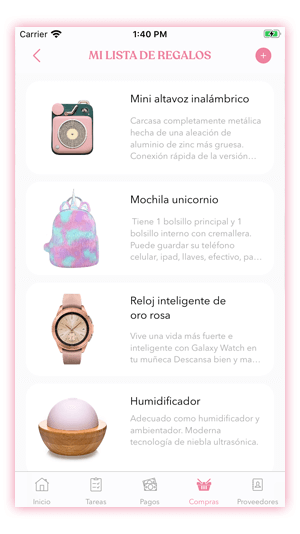 Carrier 1:40 PM
MI LISTA DE REGALOS
Mini altavoz inalámbrico
Carcasa completamente metálica
hecha de una aleación de
aluminio de zinc más gruesa.
Conexión rápida de la versión…
Mochila unicornio
Tiene 1 bolsillo principal y 1
bolsillo interno con cremallera.
Puede guardar su teléfono
celular, ipad, llaves, efectivo, pa…
Reloj inteligente de
oro rosa
Vive una vida más fuerte e
inteligente con Galaxy Watch en
tu muñeca Descansa bien y ma…
Humidificador
Adecuado como humidificador y
ambientador. Moderna
tecnología de niebla ultrasónica.
Inicio Tareas Pagos Compras Proveedores